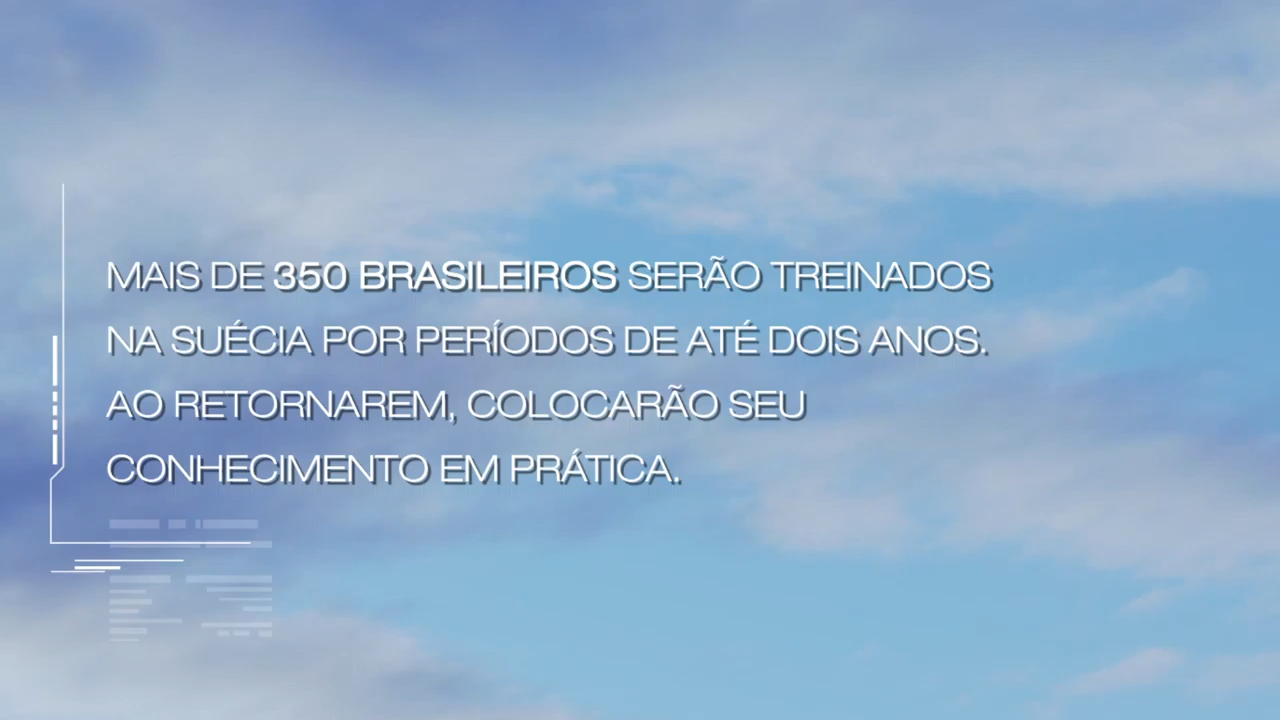 MAIS DE 350 BRASILEIROS SERÃO TREINADOS
NA SUÉCIA POR PERÍODOS DE ATÉ DOIS ANOS.
AO RETORNAREM, COLOCARÃO SEU
CONHECIMENTO EM PRÁTICA.